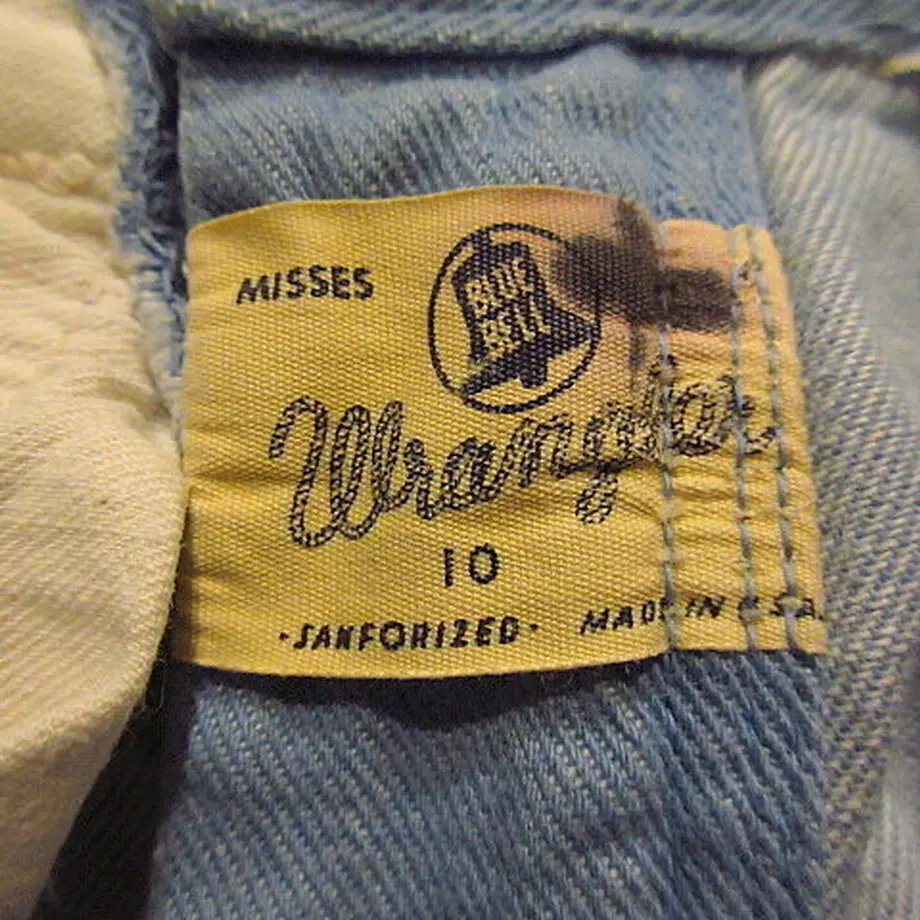 MISSES
BLUE
BELL
Wrangler
10
·SANFORIZED· MADE IN U.S.A.